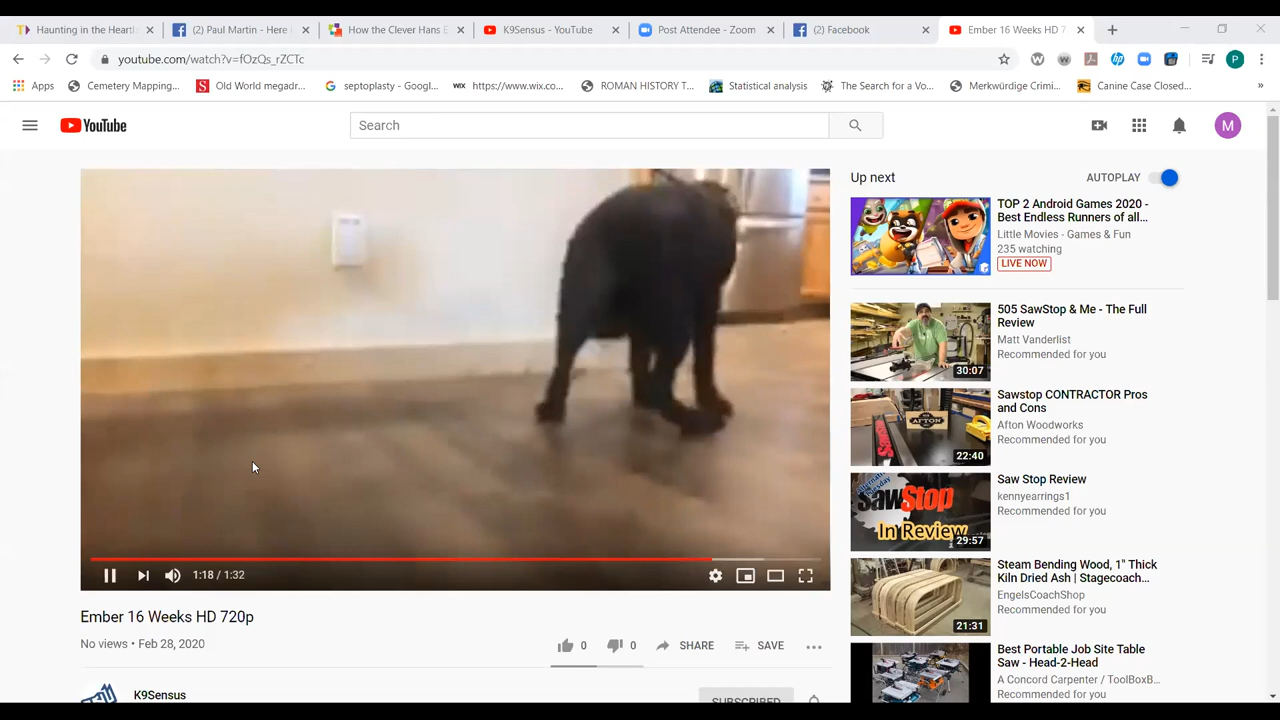 Haunting in the Heartla
(2) Paul Martin: Here
How the Clever Hans E
K9Sensus - YouTube
Post Attendee - Zoom
(2) Facebook
Ember 16 Weeks HD 7
youtube.com/watch?v=fOzQs_rZCTc
P
Apps
Cemetery Mapping...
Old World megadr...
septoplasty - Googl...
WIX
https://www.wix.co...
ROMAN HISTORY T...
Statistical analysis
The Search for a Vo...
Merkwürdige Crimi...
Canine Case Closed...
»
YouTube
Search
M
Up next
AUTOPLAY
TOP 2 Android Games 2020 -
Best Endless Runners of all...
Little Movies - Games & Fun
235 watching
LIVE NOW
505 SawStop & Me - The Full
Review
Matt Vanderlist
Recommended for you
30:07
Sawstop CONTRACTOR Pros
and Cons
Afton Woodworks
Recommended for you
AFTON
22:40
Saw Stop Review
kennyearrings1
Recommended for you
SawStop
In Review
29:57
Steam Bending Wood, 1" Thick
Kiln Dried Ash | Stagecoach...
EngelsCoachShop
Recommended for you
21:31
Best Portable Job Site Table
Saw - Head-2-Head
A Concord Carpenter / ToolBoxB...
Recommended for you
1:18 / 1:32
Ember 16 Weeks HD 720p
No views • Feb 28, 2020
0
0
SHARE
SAVE
K9Sensus
SUBSCRIBED